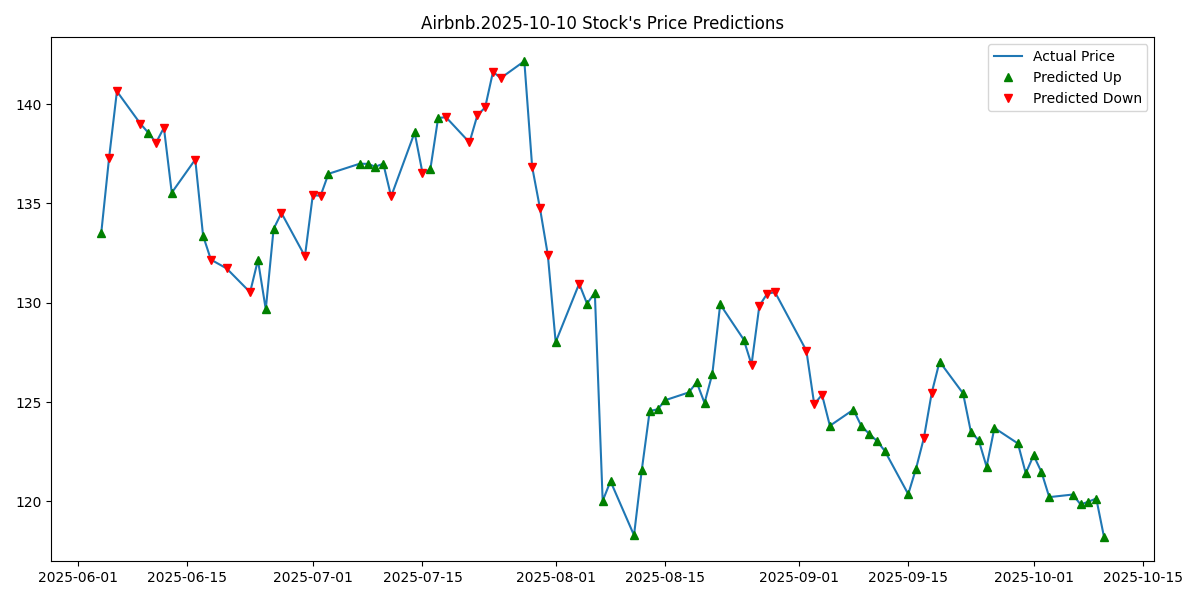 Airbnb.2025-10-10 Stock's Price Predictions
Actual Price
Predicted Up
Predicted Down
140
135
130
125
120
2025-06-01 2025-06-15 2025-07-01 2025-07-15 2025-08-01 2025-08-15 2025-09-01 2025-09-15 2025-10-01 2025-10-15